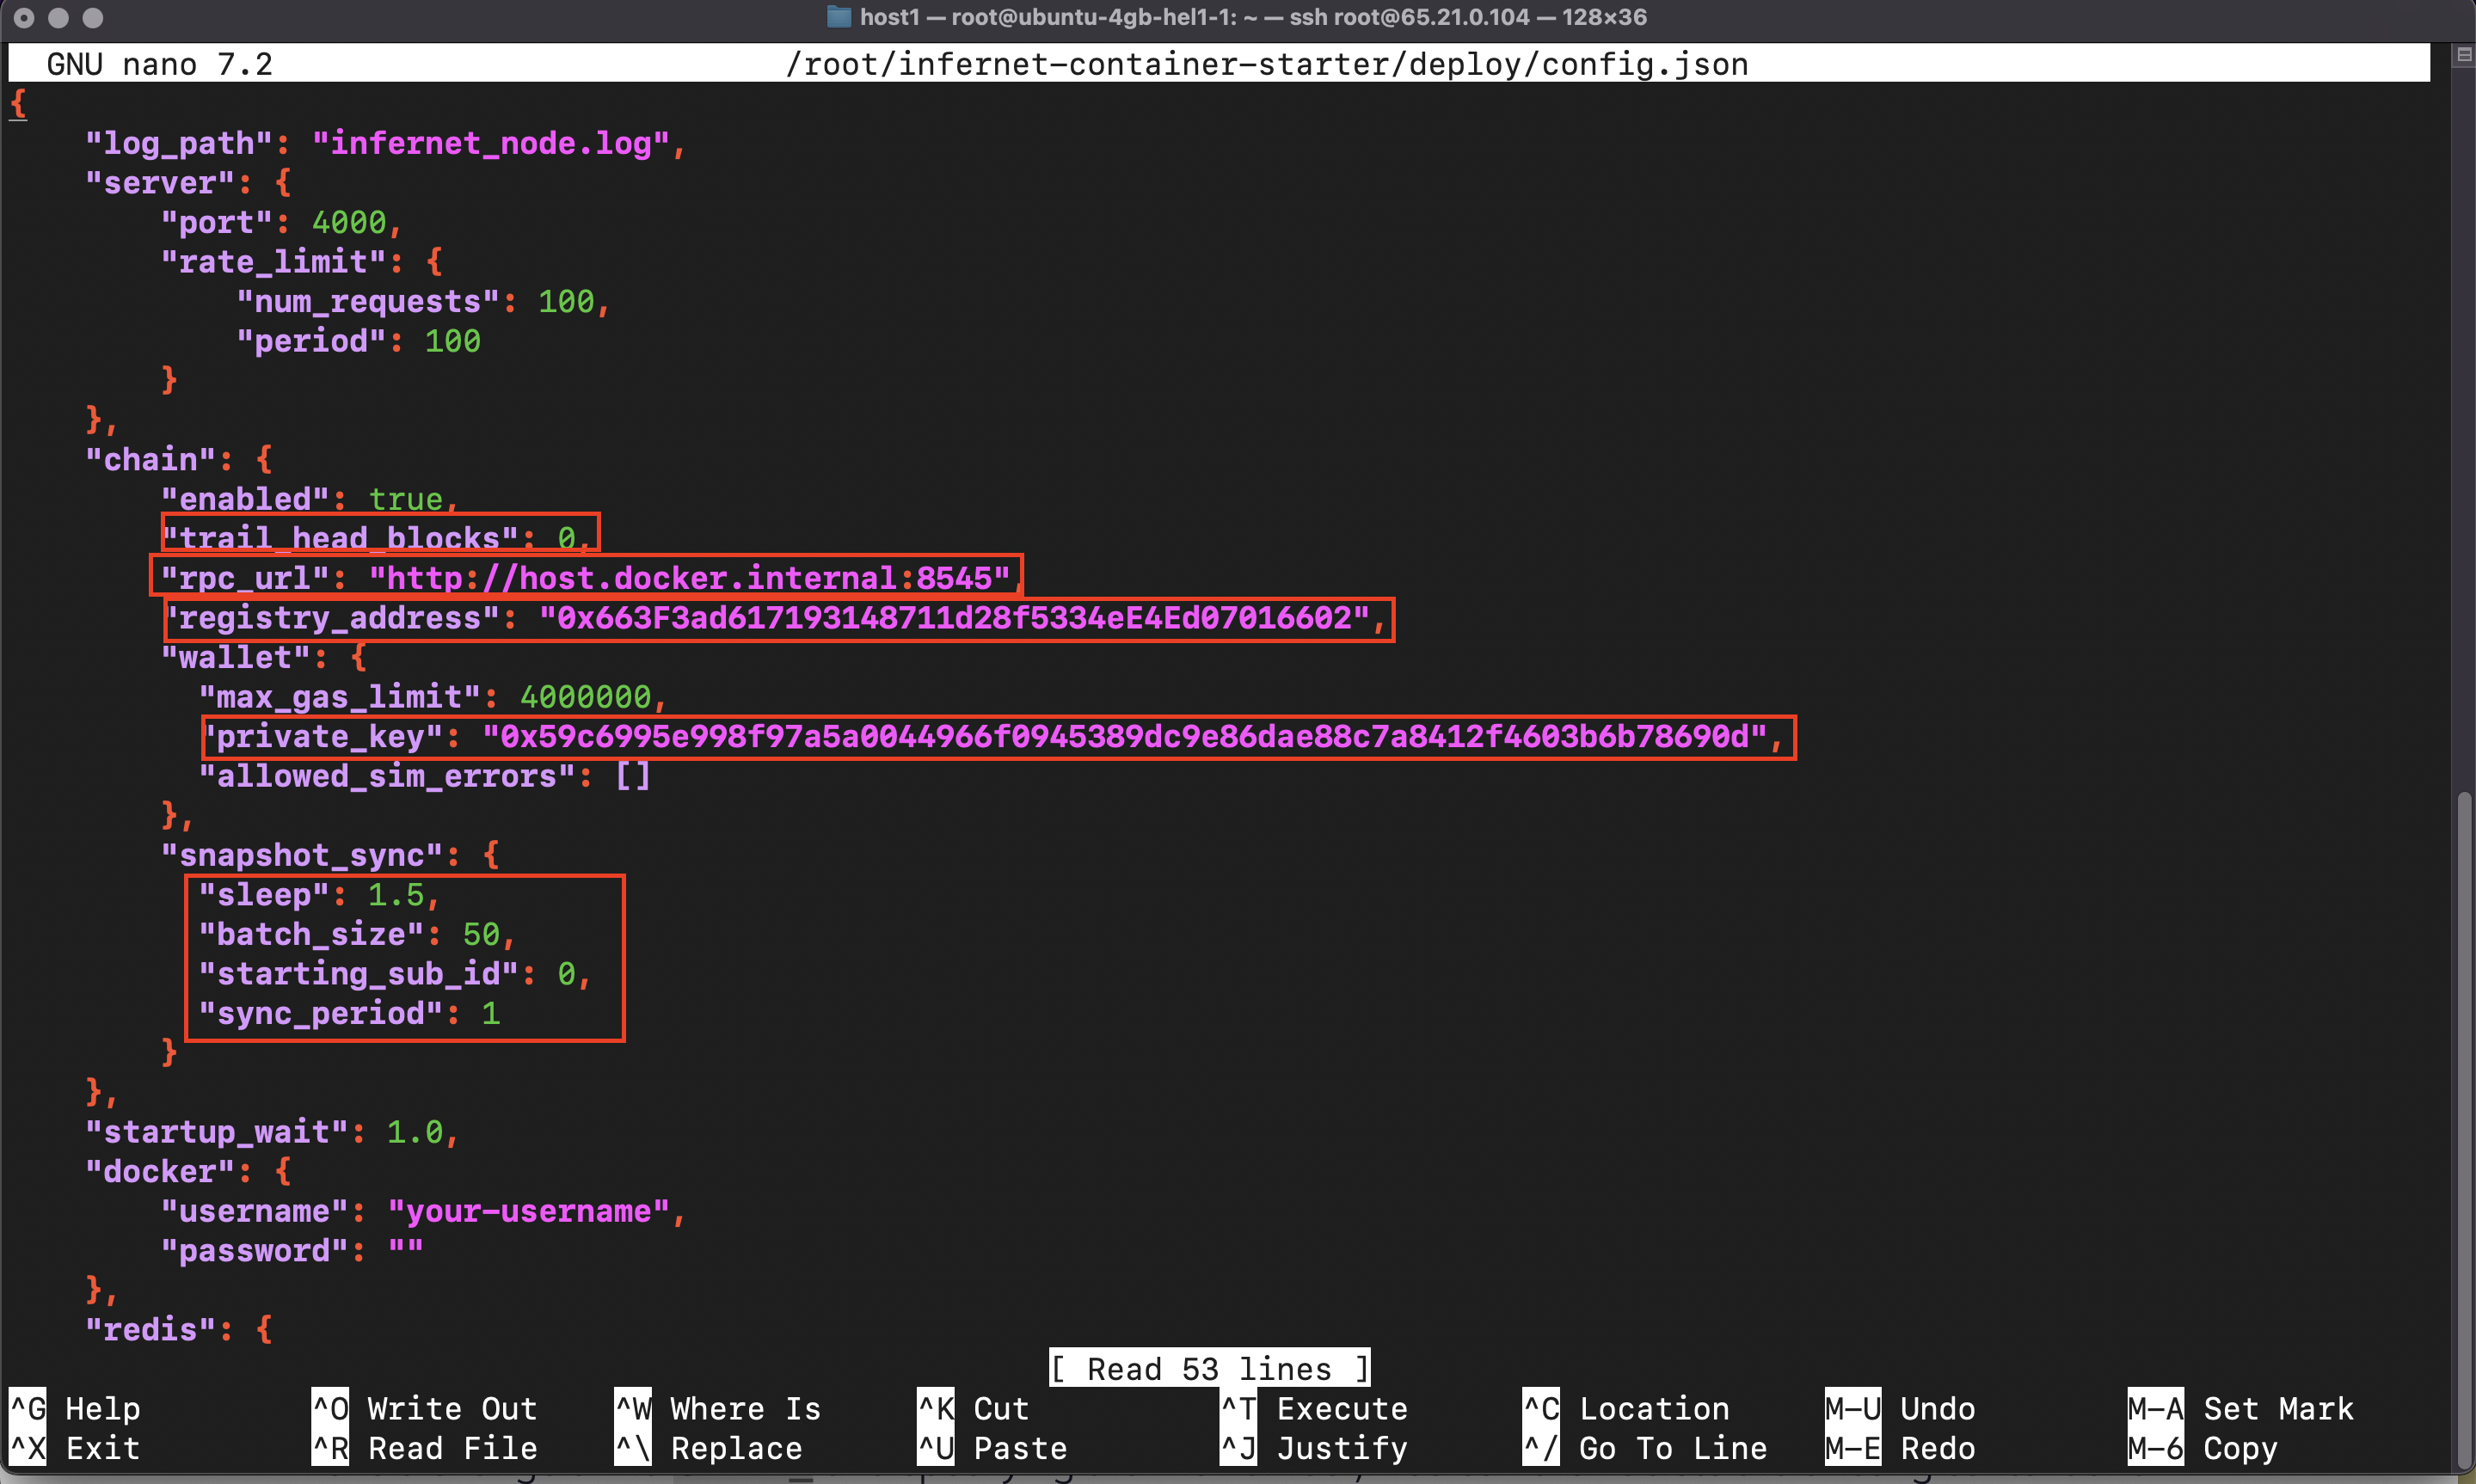 host1 — root@ubuntu-4gb-hel1-1: ~ — ssh root@65.21.0.104 — 128×36
GNU nano 7.2 /root/infernet-container-starter/deploy/config.json
{
"log_path": "infernet_node.log",
"server": {
"port": 4000,
"rate_limit": {
"num_requests": 100,
"period": 100
}
},
"chain": {
"enabled": true,
"trail_head_blocks": 0,
"rpc_url": "http://host.docker.internal:8545",
"registry_address": "0x663F3ad617193148711d28f5334eE4Ed07016602",
"wallet": {
"max_gas_limit": 4000000,
"private_key": "0x59c6995e998f97a5a0044966f0945389dc9e86dae88c7a8412f4603b6b78690d",
"allowed_sim_errors": []
},
"snapshot_sync": {
"sleep": 1.5,
"batch_size": 50,
"starting_sub_id": 0,
"sync_period": 1
}
},
"startup_wait": 1.0,
"docker": {
"username": "your-username",
"password": ""
},
"redis": {
[ Read 53 lines ]
^G Help ^O Write Out ^W Where Is ^K Cut ^T Execute ^C Location M-U Undo M-A Set Mark
^X Exit ^R Read File ^\ Replace ^U Paste ^J Justify ^/ Go To Line M-E Redo M-6 Copy